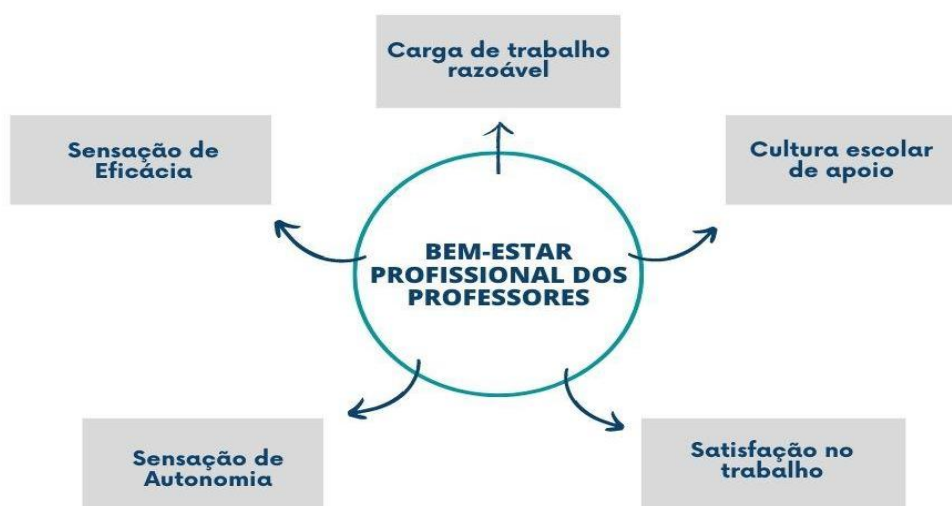 Carga de trabalho
razoável
Sensação de
Eficácia
Cultura escolar
de apoio
BEM-ESTAR
PROFISSIONAL DOS
PROFESSORES
Sensação de
Autonomia
Satisfação no
trabalho